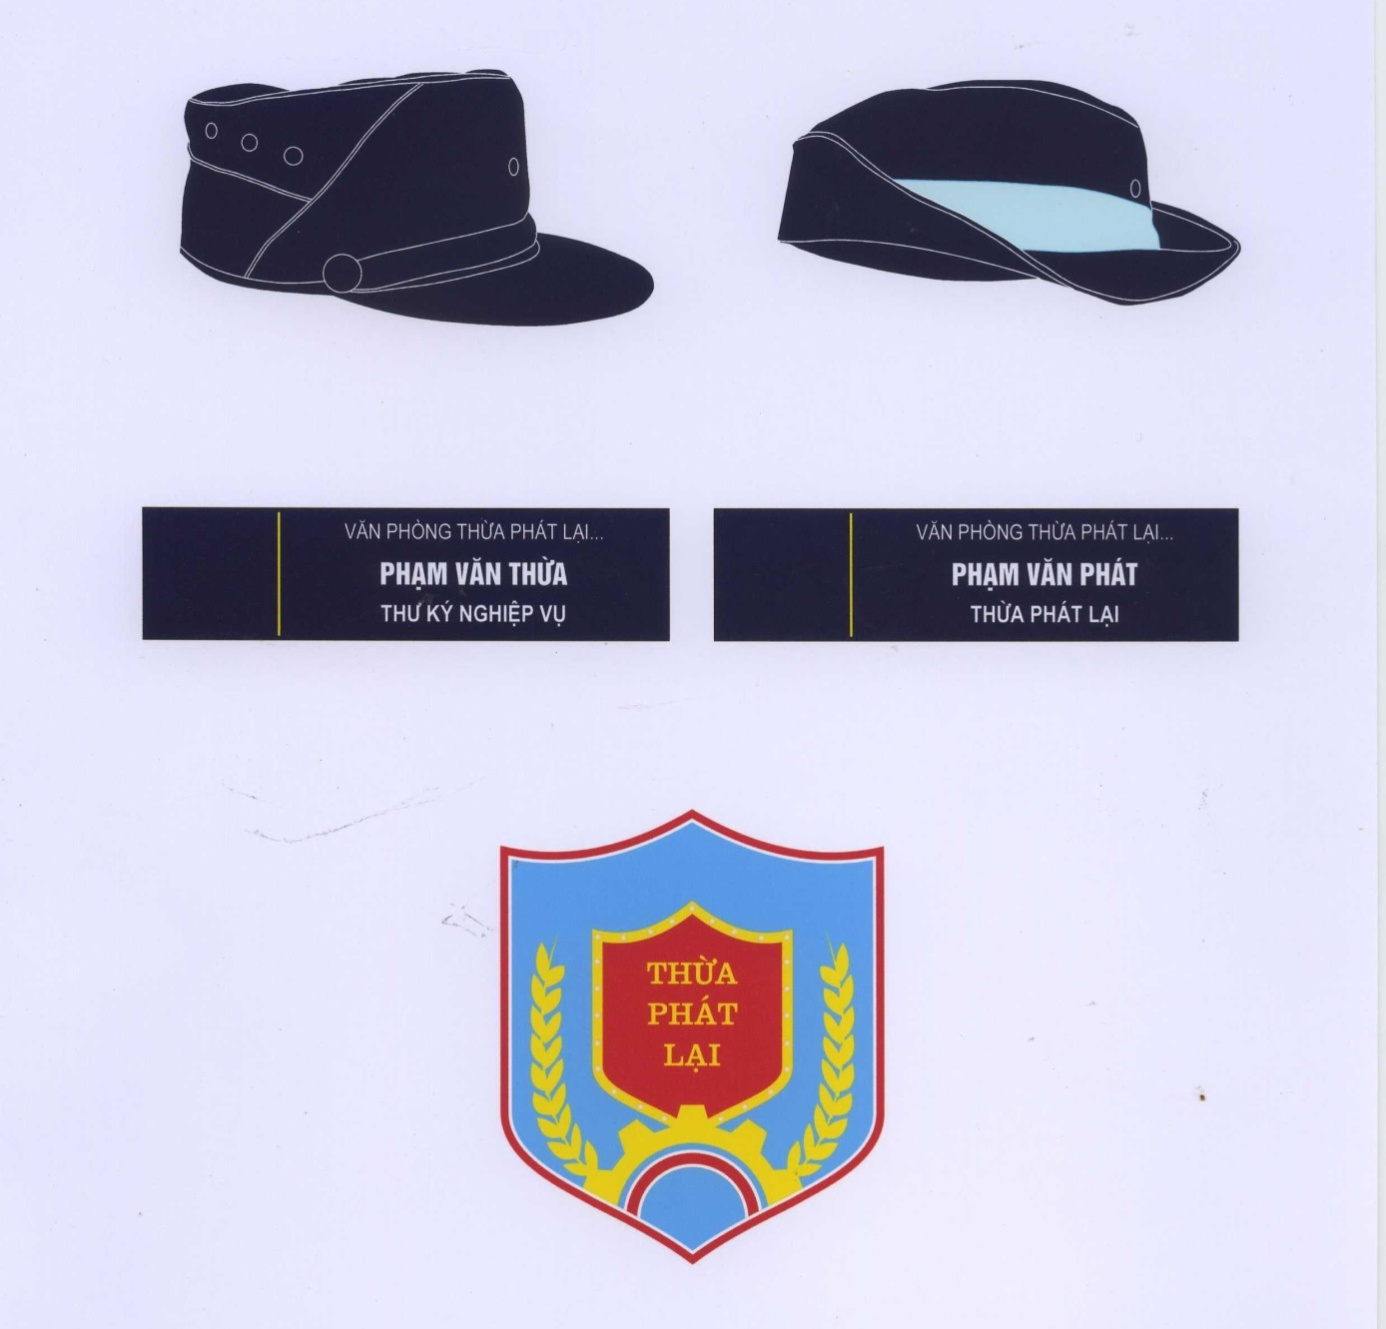 VĂN PHÒNG THỪA PHÁT LẠI...
PHẠM VĂN THỪA
THƯ KÝ NGHIỆP VỤ
VĂN PHÒNG THỪA PHÁT LẠI...
PHẠM VĂN PHÁT
THỪA PHÁT LẠI
THỪA
PHÁT
LẠI